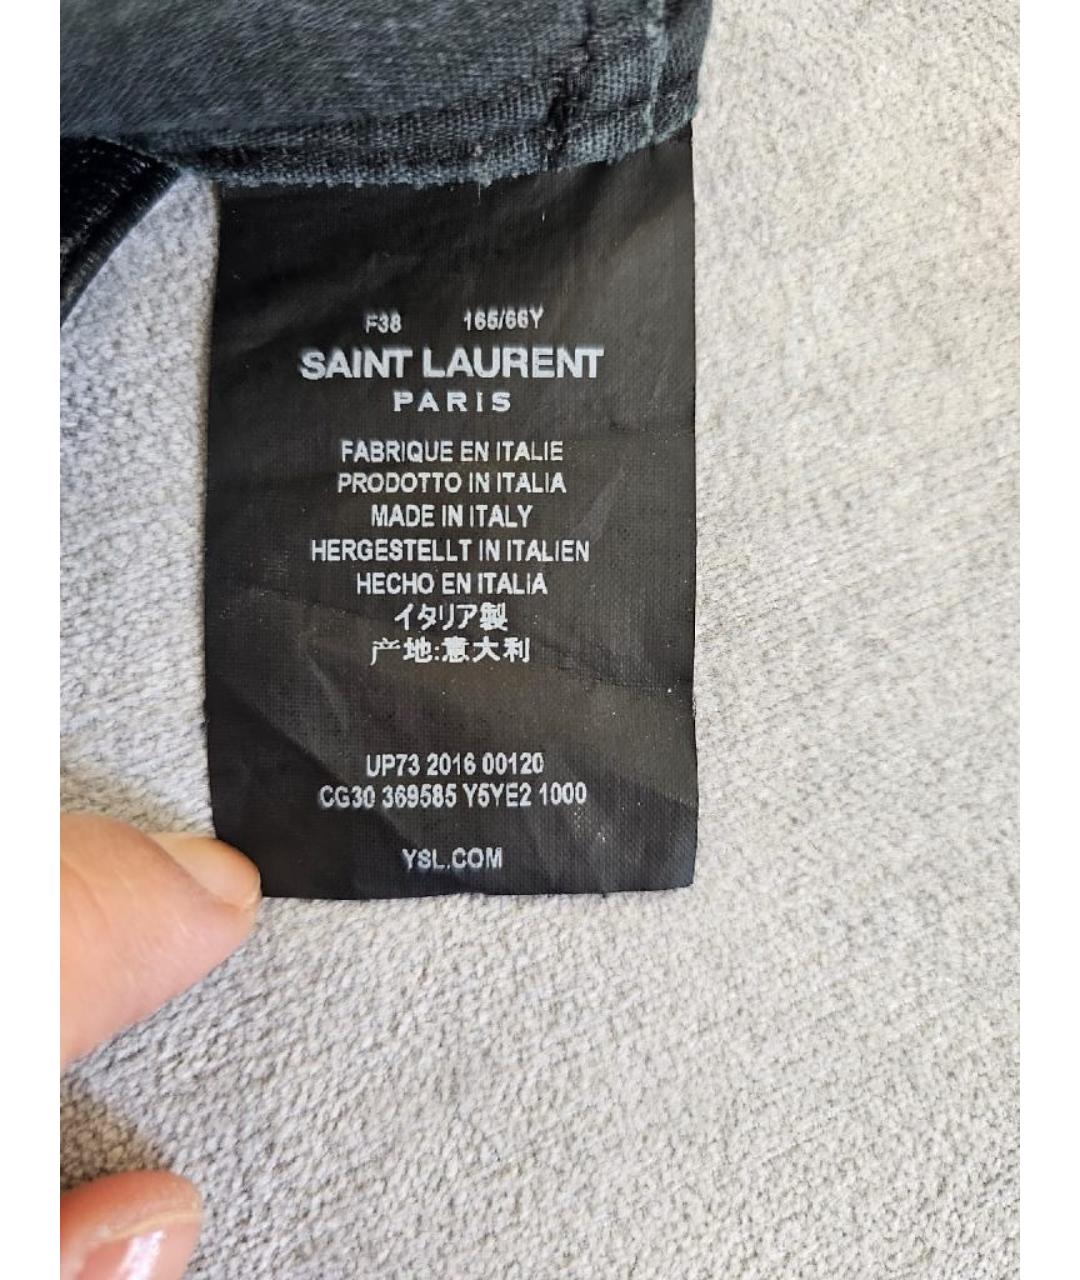 F38 165/66Y
SAINT LAURENT
PARIS
FABRIQUE EN ITALIE
PRODOTTO IN ITALIA
MADE IN ITALY
HERGESTELLT IN ITALIEN
HECHO EN ITALIA
イタリア製
产地:意大利
UP73 2016 00120
CG30 369585 Y5YE2 1000
YSL.COM